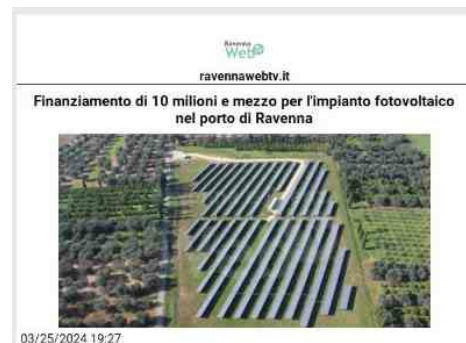 Ravenna
Web
ravennawebtv.it
Finanziamento di 10 milioni e mezzo per l'impianto fotovoltaico
nel porto di Ravenna
03/25/2024 19:27